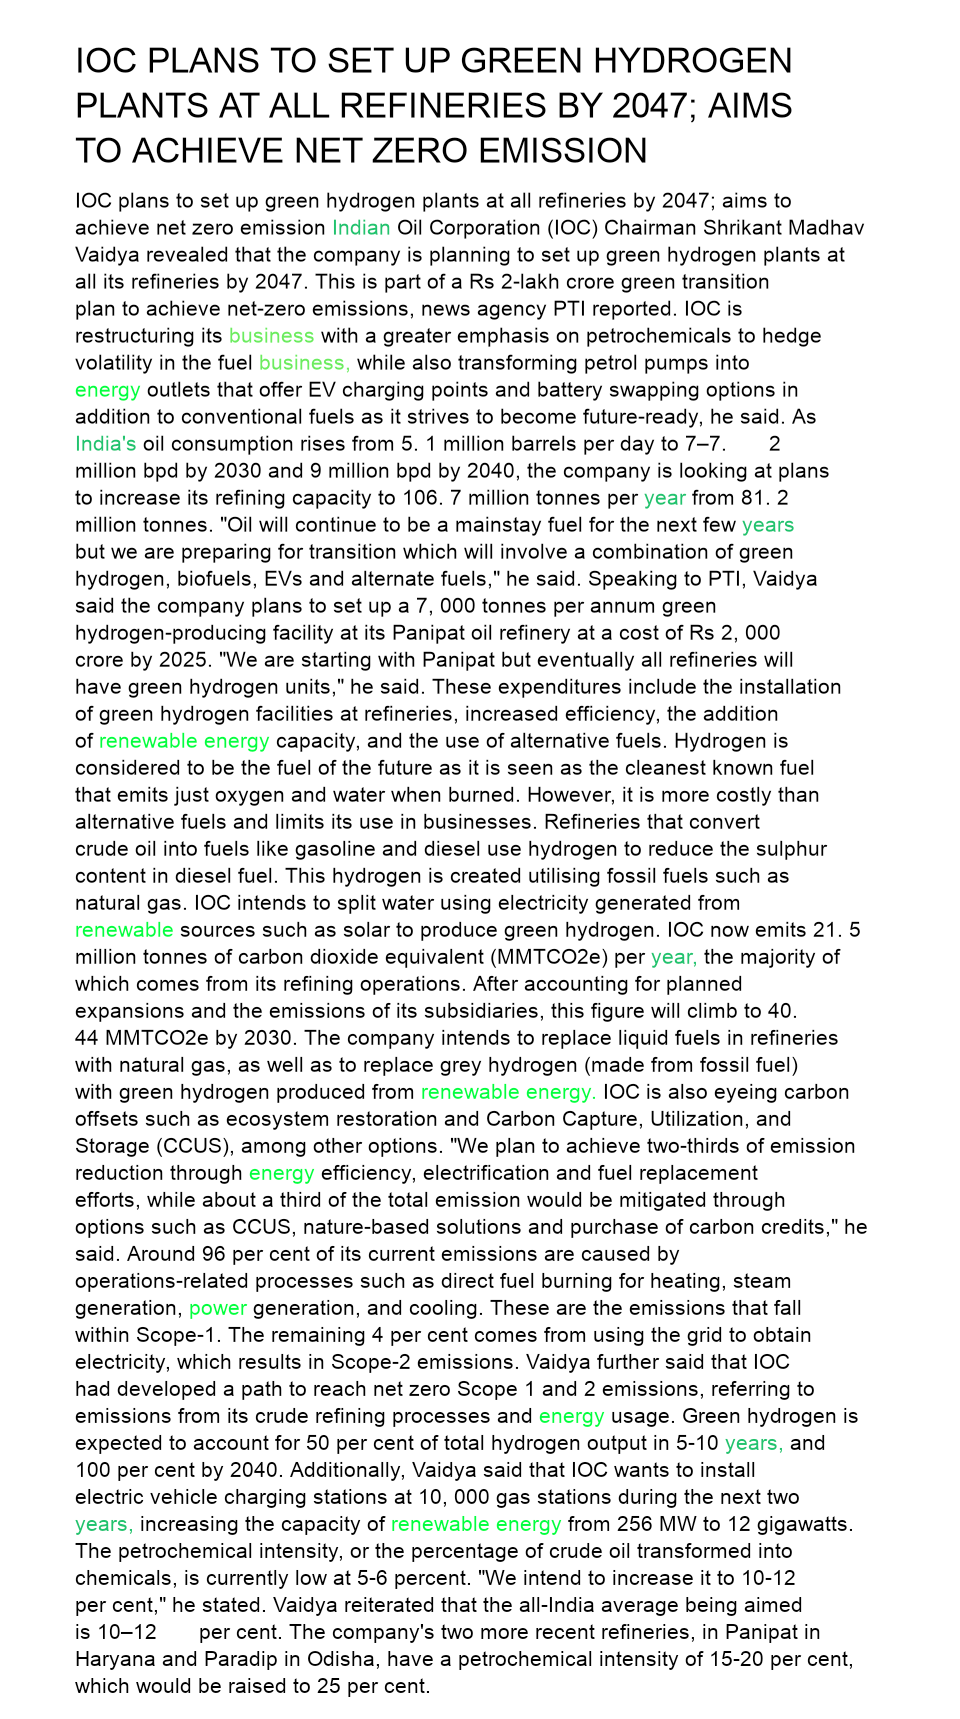 IOC PLANS TO SET UP GREEN HYDROGEN
PLANTS AT ALL REFINERIES BY 2047; AIMS
TO ACHIEVE NET ZERO EMISSION
IOC plans to set up green hydrogen plants at all refineries by 2047; aims to
achieve net zero emission Indian Oil Corporation (IOC) Chairman Shrikant Madhav
Vaidya revealed that the company is planning to set up green hydrogen plants at
all its refineries by 2047. This is part of a Rs 2-lakh crore green transition
plan to achieve net-zero emissions, news agency PTI reported. IOC is
restructuring its business with a greater emphasis on petrochemicals to hedge
volatility in the fuel business, while also transforming petrol pumps into
energy outlets that offer EV charging points and battery swapping options in
addition to conventional fuels as it strives to become future-ready, he said. As
India's oil consumption rises from 5. 1 million barrels per day to 7–7. 2
million bpd by 2030 and 9 million bpd by 2040, the company is looking at plans
to increase its refining capacity to 106. 7 million tonnes per year from 81. 2
million tonnes. "Oil will continue to be a mainstay fuel for the next few years
but we are preparing for transition which will involve a combination of green
hydrogen, biofuels, EVs and alternate fuels," he said. Speaking to PTI, Vaidya
said the company plans to set up a 7, 000 tonnes per annum green
hydrogen-producing facility at its Panipat oil refinery at a cost of Rs 2, 000
crore by 2025. "We are starting with Panipat but eventually all refineries will
have green hydrogen units," he said. These expenditures include the installation
of green hydrogen facilities at refineries, increased efficiency, the addition
of renewable energy capacity, and the use of alternative fuels. Hydrogen is
considered to be the fuel of the future as it is seen as the cleanest known fuel
that emits just oxygen and water when burned. However, it is more costly than
alternative fuels and limits its use in businesses. Refineries that convert
crude oil into fuels like gasoline and diesel use hydrogen to reduce the sulphur
content in diesel fuel. This hydrogen is created utilising fossil fuels such as
natural gas. IOC intends to split water using electricity generated from
renewable sources such as solar to produce green hydrogen. IOC now emits 21. 5
million tonnes of carbon dioxide equivalent (MMTCO2e) per year, the majority of
which comes from its refining operations. After accounting for planned
expansions and the emissions of its subsidiaries, this figure will climb to 40.
44 MMTCO2e by 2030. The company intends to replace liquid fuels in refineries
with natural gas, as well as to replace grey hydrogen (made from fossil fuel)
with green hydrogen produced from renewable energy. IOC is also eyeing carbon
offsets such as ecosystem restoration and Carbon Capture, Utilization, and
Storage (CCUS), among other options. "We plan to achieve two-thirds of emission
reduction through energy efficiency, electrification and fuel replacement
efforts, while about a third of the total emission would be mitigated through
options such as CCUS, nature-based solutions and purchase of carbon credits," he
said. Around 96 per cent of its current emissions are caused by
operations-related processes such as direct fuel burning for heating, steam
generation, power generation, and cooling. These are the emissions that fall
within Scope-1. The remaining 4 per cent comes from using the grid to obtain
electricity, which results in Scope-2 emissions. Vaidya further said that IOC
had developed a path to reach net zero Scope 1 and 2 emissions, referring to
emissions from its crude refining processes and energy usage. Green hydrogen is
expected to account for 50 per cent of total hydrogen output in 5-10 years, and
100 per cent by 2040. Additionally, Vaidya said that IOC wants to install
electric vehicle charging stations at 10, 000 gas stations during the next two
years, increasing the capacity of renewable energy from 256 MW to 12 gigawatts.
The petrochemical intensity, or the percentage of crude oil transformed into
chemicals, is currently low at 5-6 percent. "We intend to increase it to 10-12
per cent," he stated. Vaidya reiterated that the all-India average being aimed
is 10–12 per cent. The company's two more recent refineries, in Panipat in
Haryana and Paradip in Odisha, have a petrochemical intensity of 15-20 per cent,
which would be raised to 25 per cent.